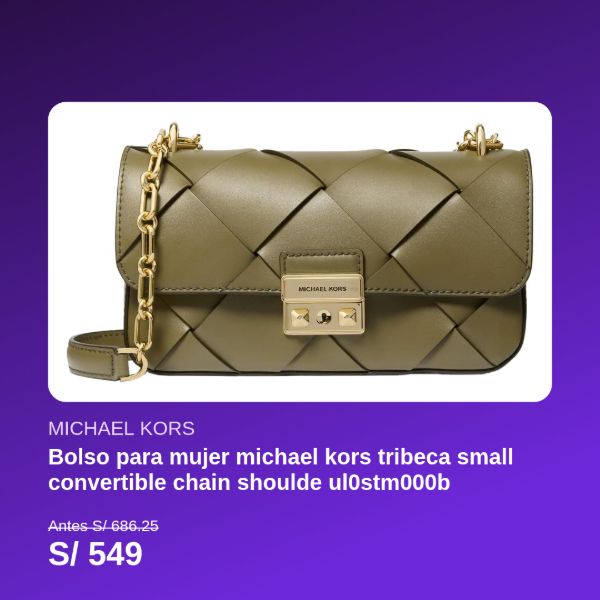 MICHAEL KORS
MICHAEL KORS
Bolso para mujer michael kors tribeca small
convertible chain shoulde ul0stm000b
Antes S/ 686.25
S/ 549